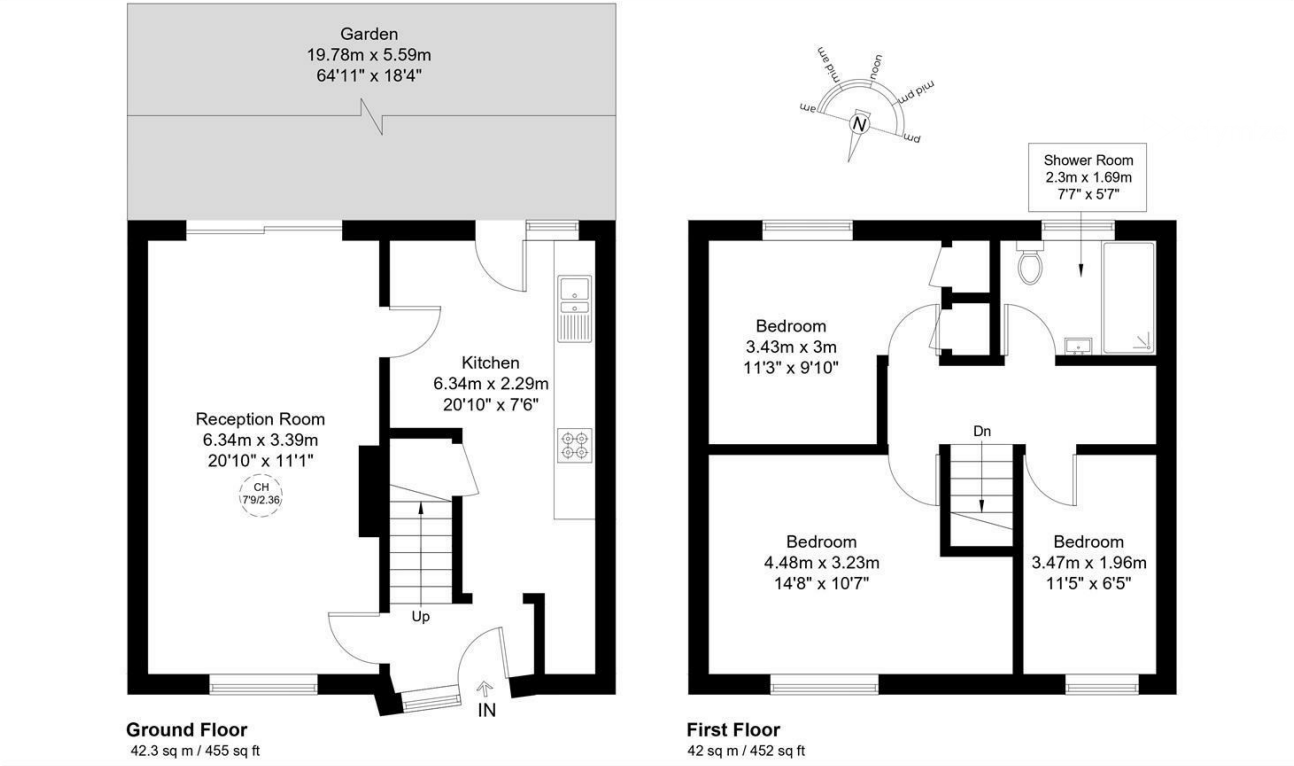 Garden
19.78m x 5.59m
64'11" x 18'4"
am
mid am
noon
mid pm
pm
N
Shower Room
2.3m x 1.69m
7'7" x 5'7"
Reception Room
6.34m x 3.39m
20'10" x 11'1"
CH
7'9/2.36
Kitchen
6.34m x 2.29m
20'10" x 7'6"
Up
IN
Bedroom
3.43m x 3m
11'3" x 9'10"
Dn
Bedroom
4.48m x 3.23m
14'8" x 10'7"
Bedroom
3.47m x 1.96m
11'5" x 6'5"
Ground Floor
42.3 sq m / 455 sq ft
First Floor
42 sq m / 452 sq ft